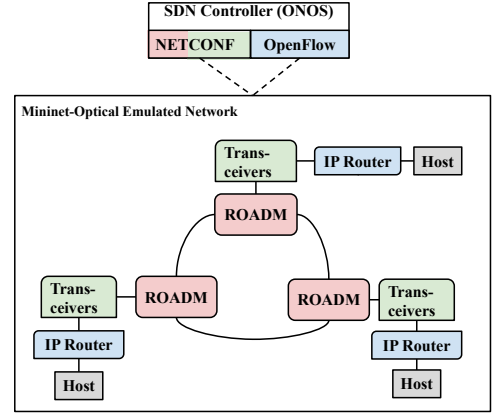 SDN Controller (ONOS)
NETCONF
OpenFlow
Mininet-Optical Emulated Network
Trans-
ceivers
IP Router
Host
ROADM
Trans-
ceivers
ROADM
ROADM
Trans-
ceivers
IP Router
Host
IP Router
Host